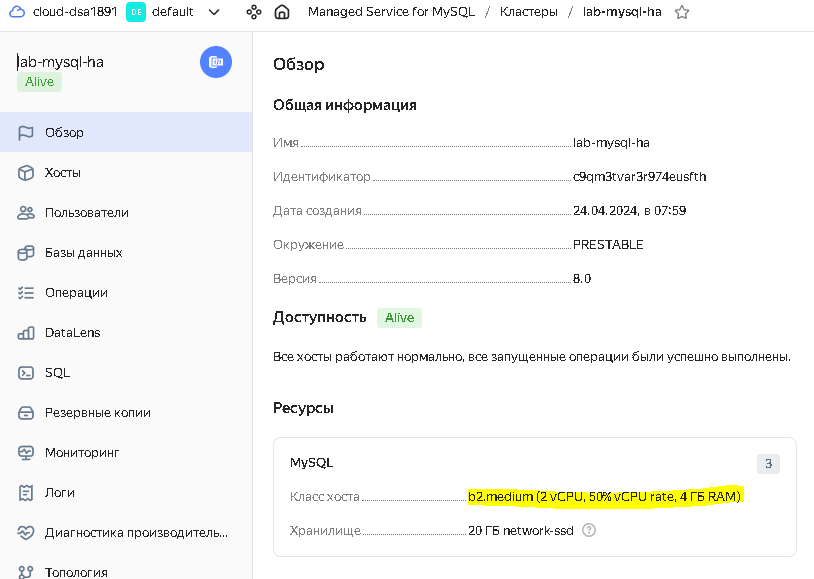 cloud-dsa1891 DE default Managed Service for MySQL / Кластеры / lab-mysql-ha
lab-mysql-ha
Alive
Обзор
Хосты
Пользователи
Базы данных
Операции
DataLens
SQL
Резервные копии
Мониторинг
Логи
Диагностика производитель...
Топология
Обзор
Общая информация
Имя lab-mysql-ha
Идентификатор c9qm3tvar3r974eusfth
Дата создания 24.04.2024, в 07:59
Окружение PRESTABLE
Версия 8.0
Доступность Alive
Все хосты работают нормально, все запущенные операции были успешно выполнены.
Ресурсы
MySQL 3
Класс хоста b2.medium (2 vCPU, 50% vCPU rate, 4 ГБ RAM)
Хранилище 20 ГБ network-ssd